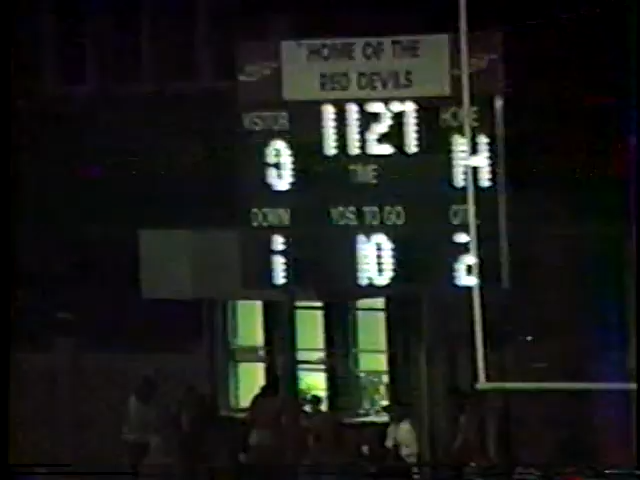 HOME OF THE
RED DEVILS
VISITOR 1127 HOME
9 TIME 14
DOWN YDS. TO GO QTR.
1 10 2